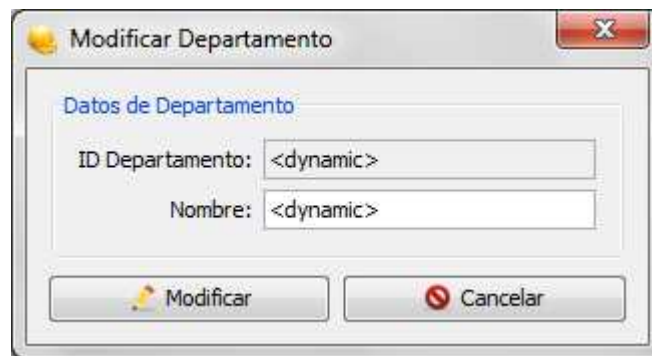 Modificar Departamento
Datos de Departamento
ID Departamento: <dynamic>
Nombre: <dynamic>
Modificar Cancelar